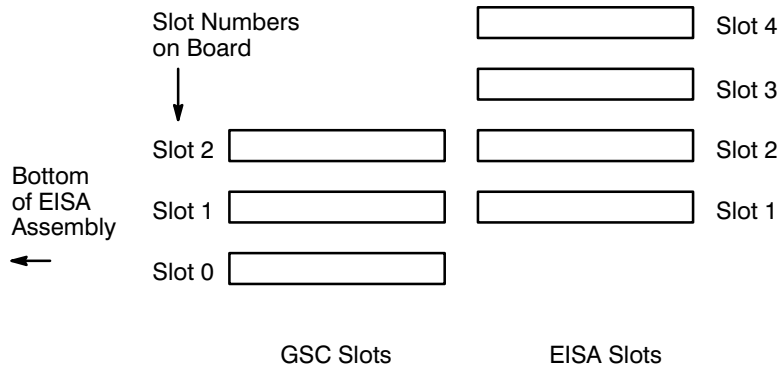 Slot Numbers
on Board
Slot 4
Slot 3
Slot 2
Slot 2
Bottom
of EISA
Assembly
Slot 1
Slot 1
Slot 0
GSC Slots
EISA Slots